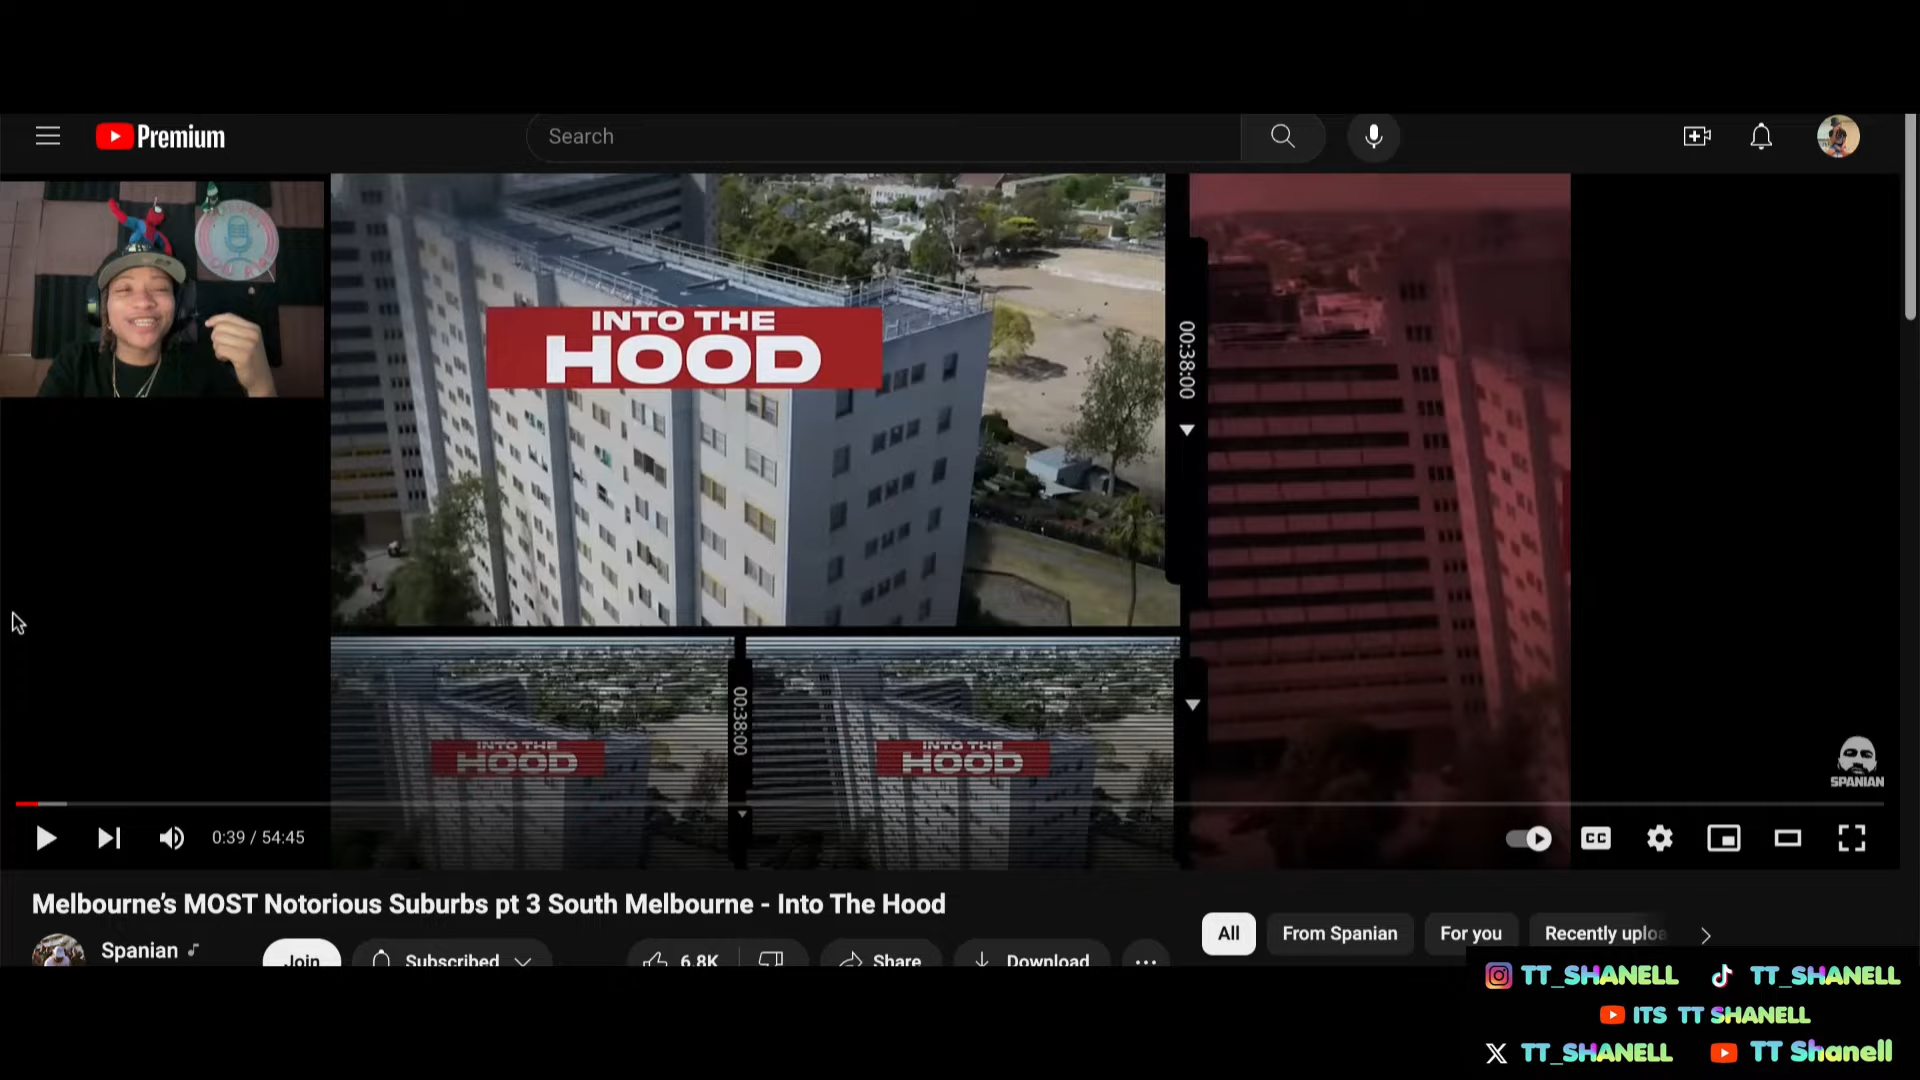 Premium
Search
INTO THE
HOOD
00:38:00
00:38:00
INTO THE
HOOD
INTO THE
HOOD
SPANIAN
0:39 / 54:45
CC
Melbourne’s MOST Notorious Suburbs pt 3 South Melbourne - Into The Hood
Spanian
Join
Subscribed
6.8K
Share
Download
All
From Spanian
For you
Recently uploa
TT_SHANELL
TT_SHANELL
ITS TT SHANELL
TT_SHANELL
TT Shanell